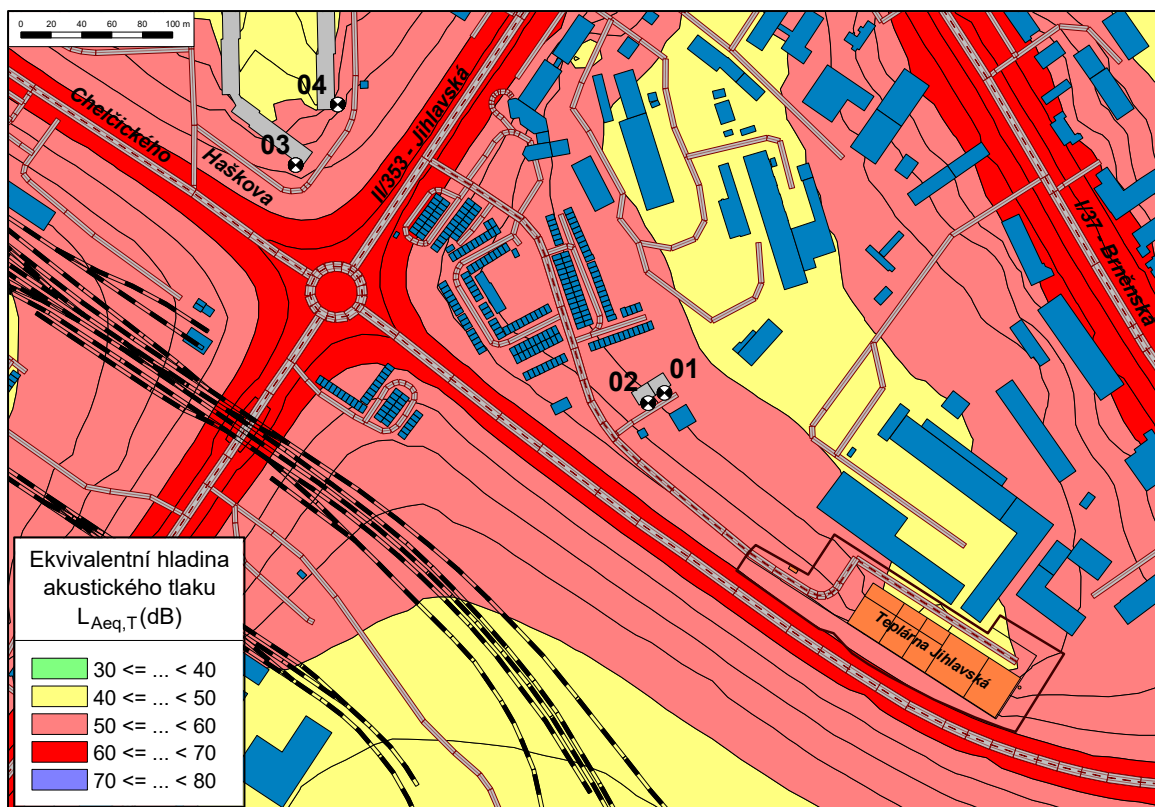 0 20 40 60 80 100 m
Chelčického
Haškova
II/353 - Jihlavská
I/37 - Brněnska
04
03
02
01
Teplárna Jihlavská
Ekvivalentní hladina
akustického tlaku
LAeq,T(dB)
30 <= ... < 40
40 <= ... < 50
50 <= ... < 60
60 <= ... < 70
70 <= ... < 80